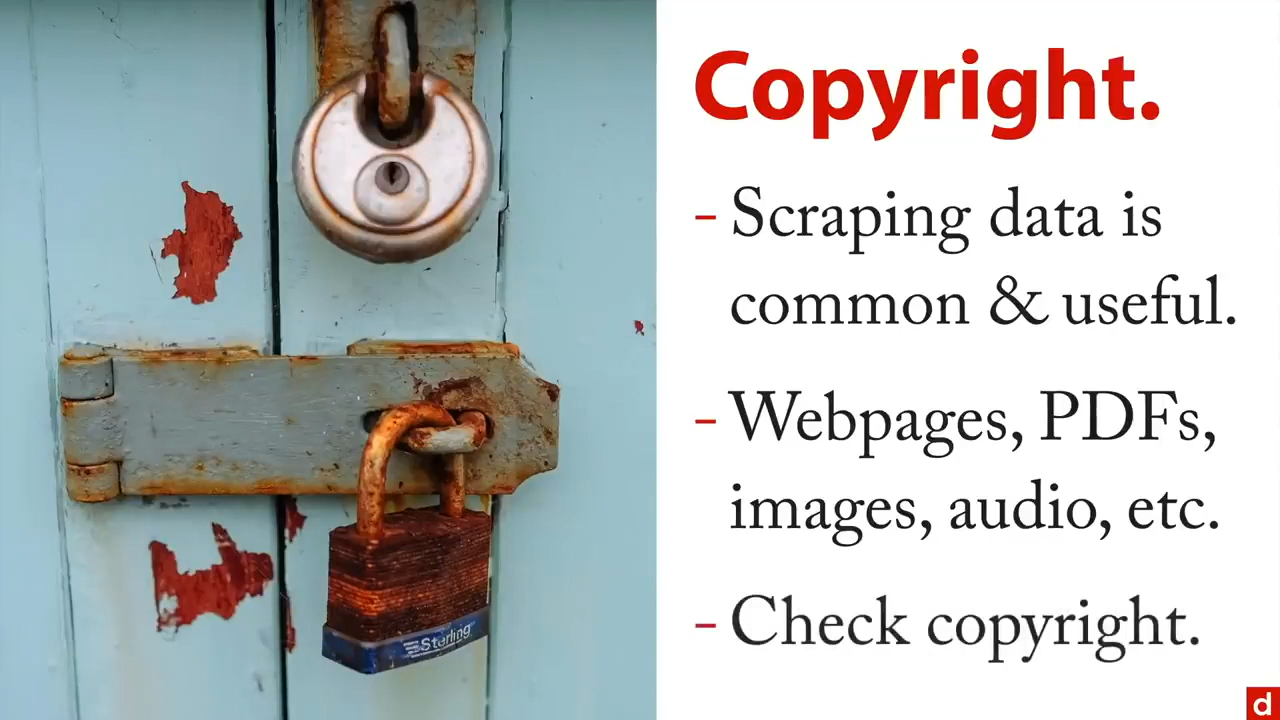 Copyright.
- Scraping data is
common & useful.
- Webpages, PDFs,
images, audio, etc.
- Check copyright.
Sterling
d